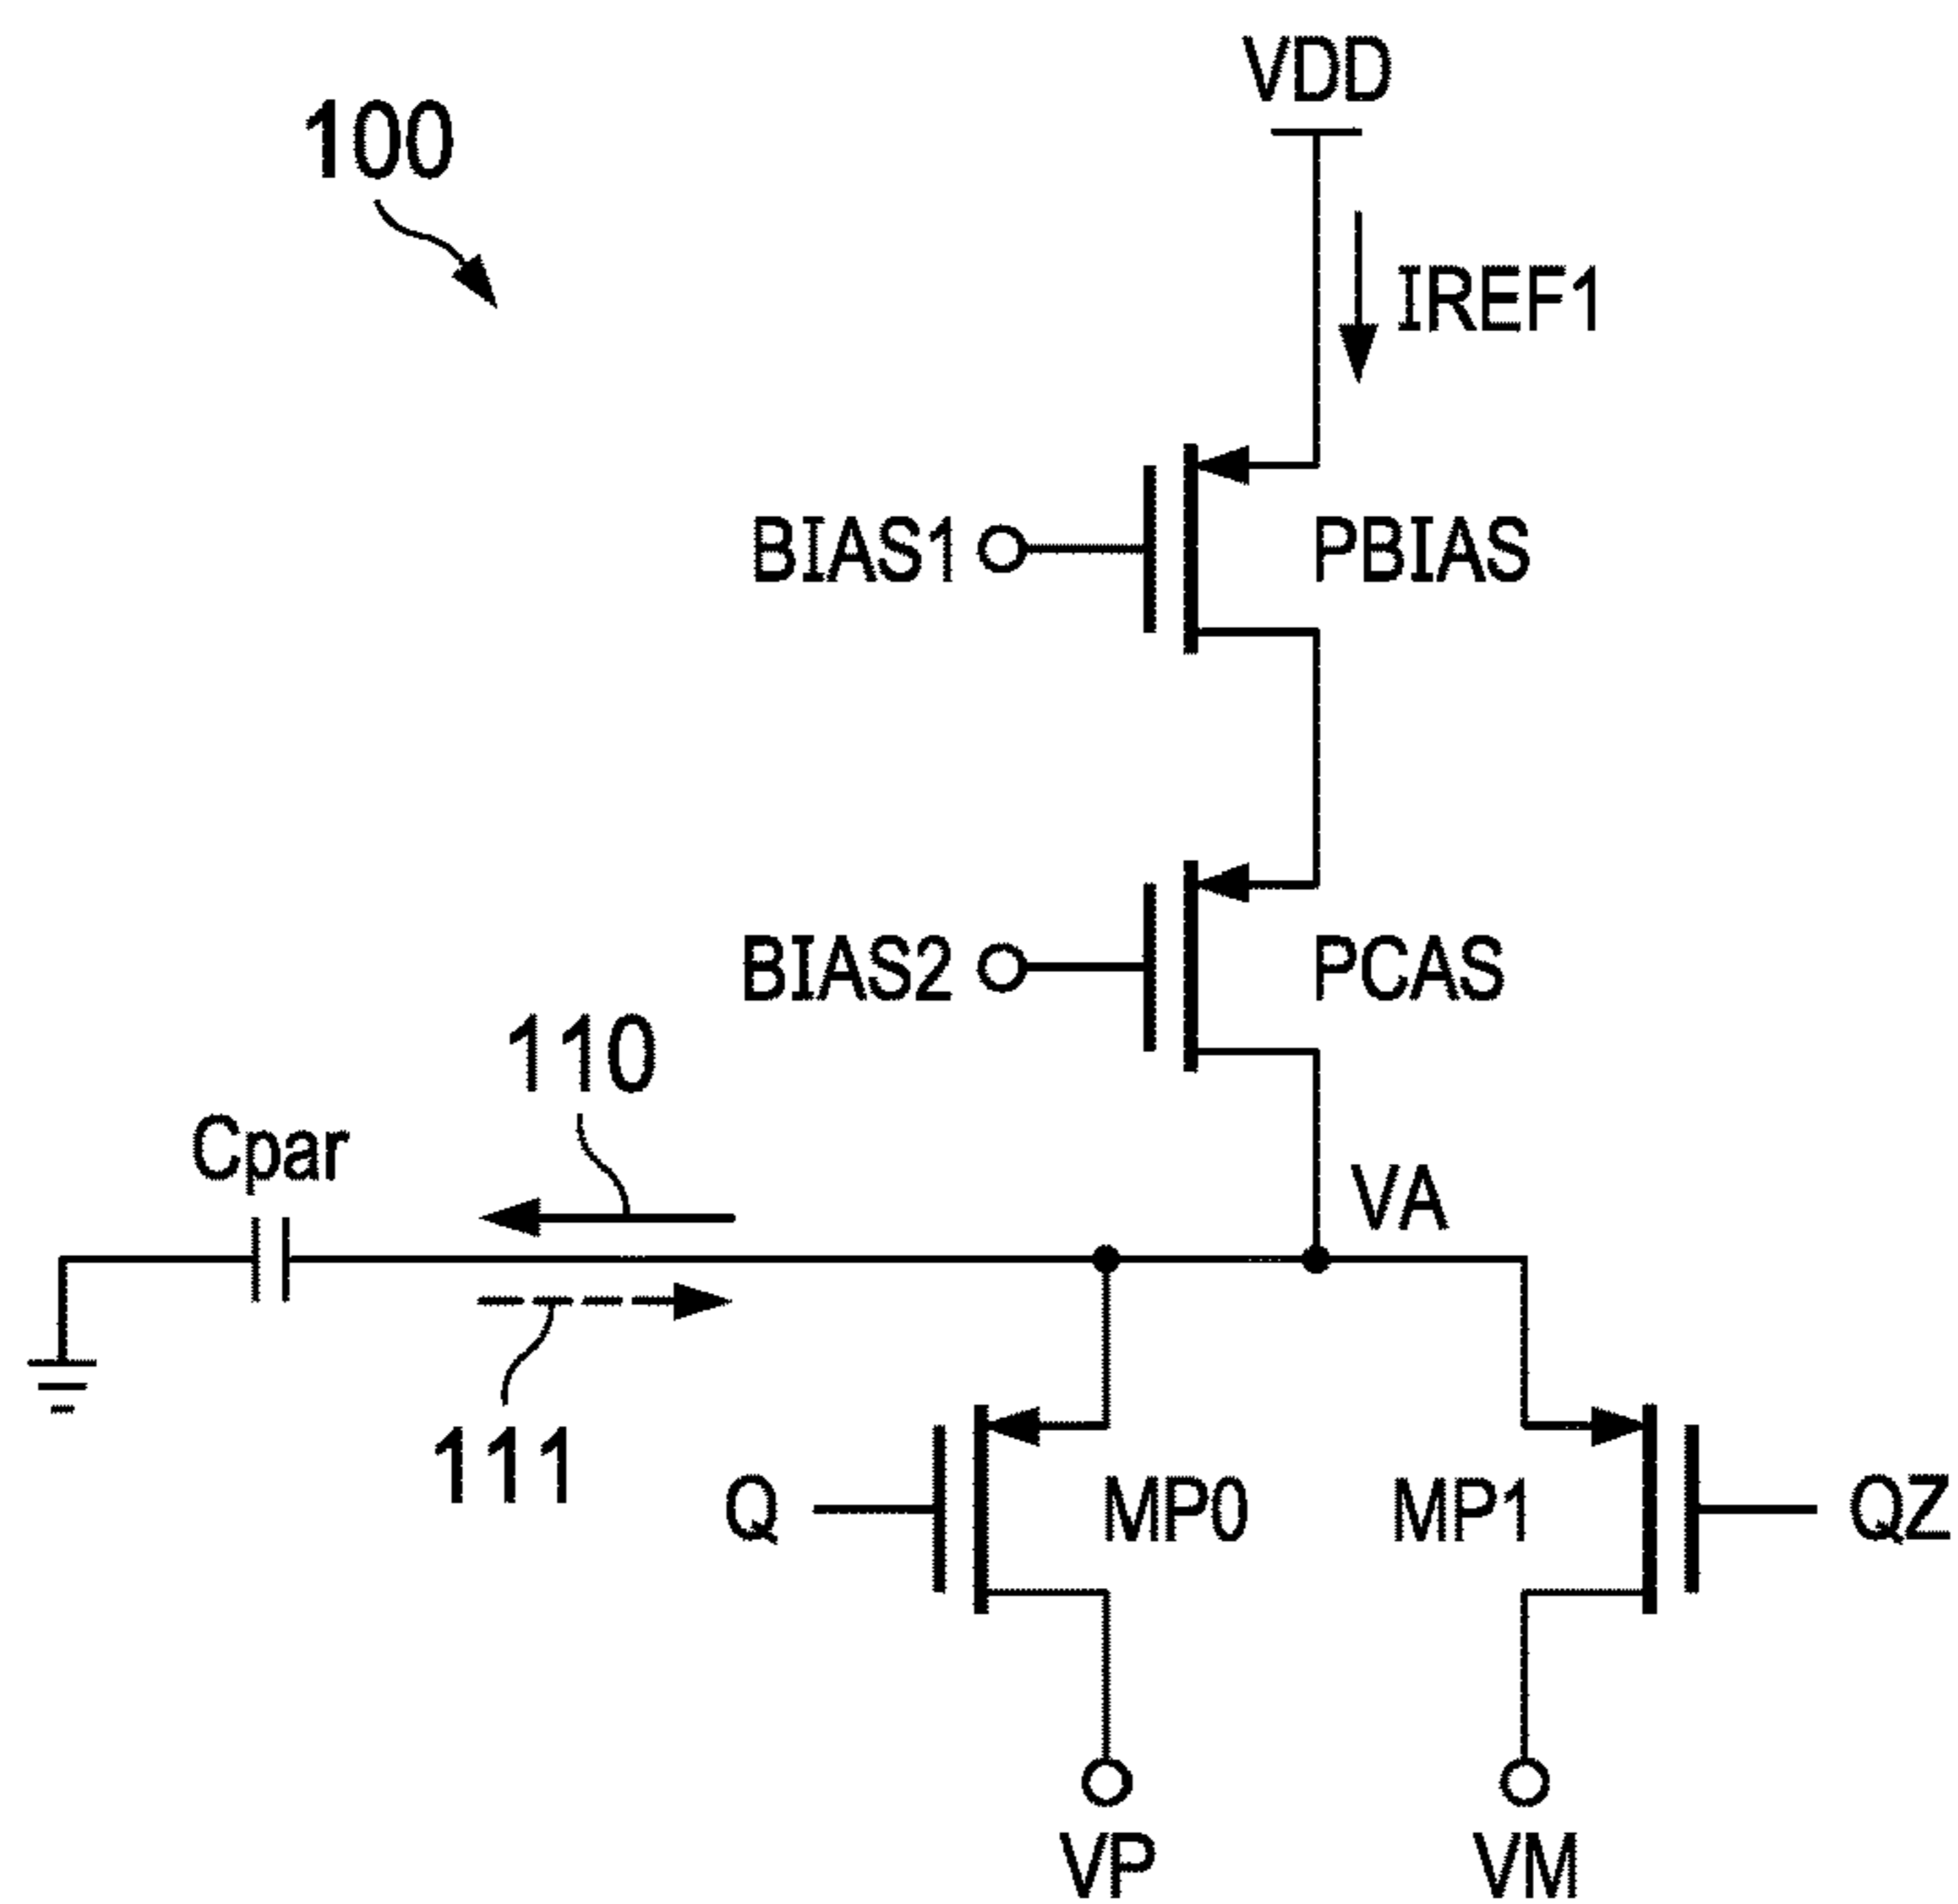 VDD
100
IREF1
BIAS1
PBIAS
BIAS2
PCAS
110
Cpar
VA
111
Q
MP0
MP1
QZ
VP
VM